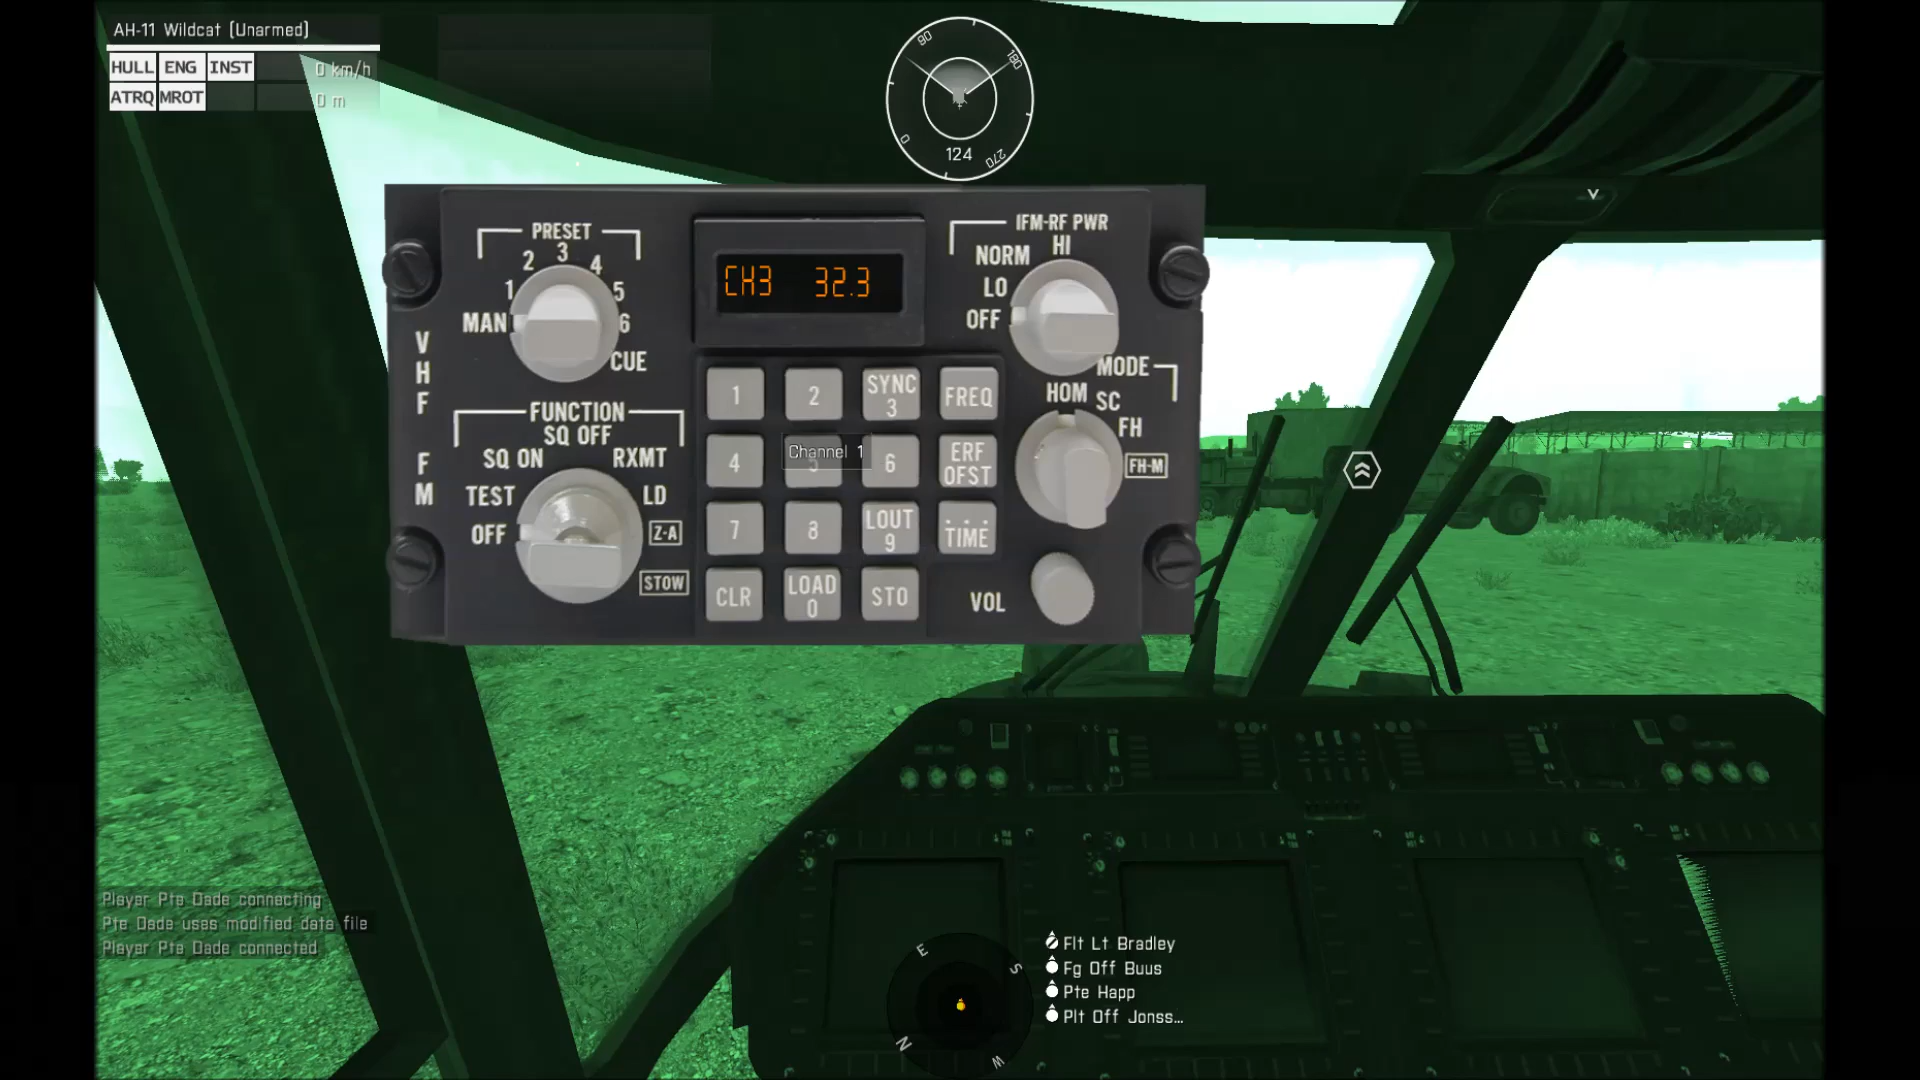 AH-11 Wildcat (Unarmed)
HULL ENG INST 0 km/h
ATRQ MROT 0 m
90
180
0
270
124
V
PRESET
1 2 3 4 5 6
MAN
CUE
CH3 32.3
IFM-RF PWR
OFF LO NORM HI
VHF
FM
FUNCTION
SQ OFF
SQ ON RXMT
TEST LD
OFF Z-A
STOW
1 2 SYNC 3 FREQ
4 5 6 ERF OFST
7 8 LOUT 9 TIME
CLR LOAD 0 STO
Channel 1
MODE
HOM SC
FH
FH-M
VOL
Player Pte Dade connecting
Pte Dade uses modified data file
Player Pte Dade connected
E
S
N
W
Flt Lt Bradley
Fg Off Buus
Pte Happ
Plt Off Jonss...